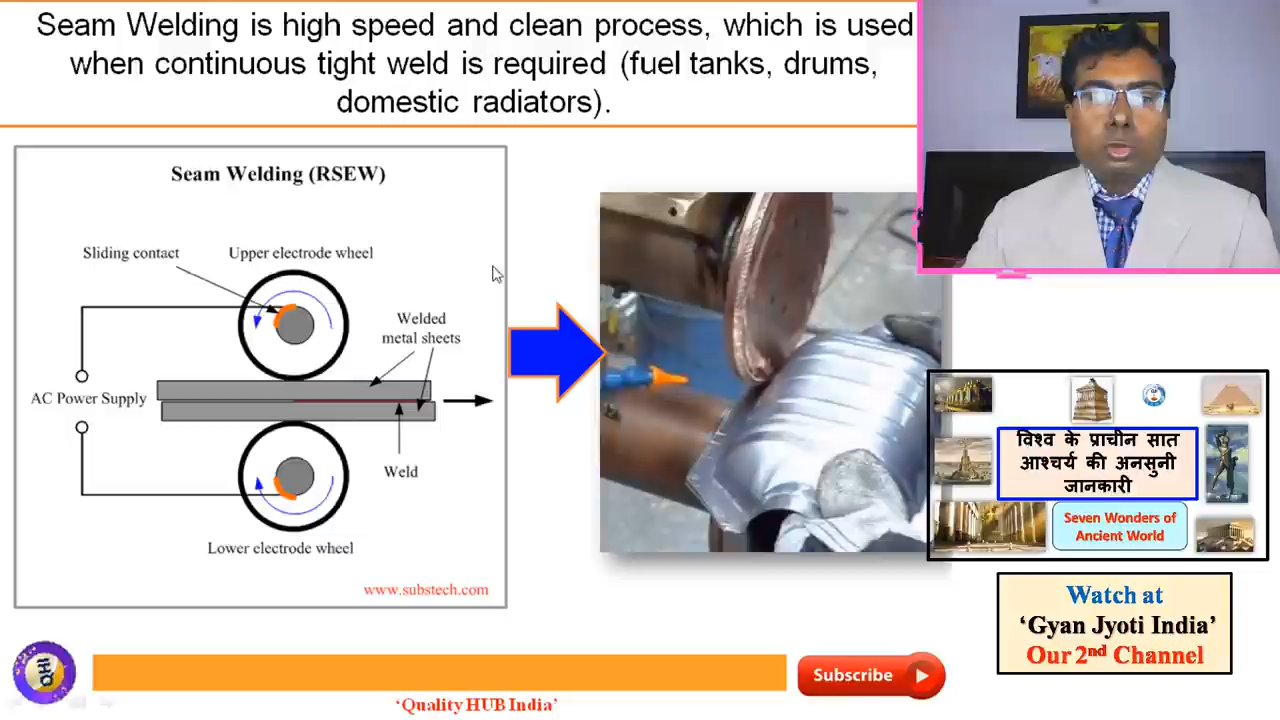 Seam Welding is high speed and clean process, which is used
when continuous tight weld is required (fuel tanks, drums,
domestic radiators).
Seam Welding (RSEW)
Sliding contact
Upper electrode wheel
Welded
metal sheets
AC Power Supply
Weld
Lower electrode wheel
www.substech.com
विश्व के प्राचीन सात
आश्चर्य की अनसुनी
जानकारी
Seven Wonders of
Ancient World
Watch at
‘Gyan Jyoti India’
Our 2nd Channel
QHI
Subscribe
‘Quality HUB India’